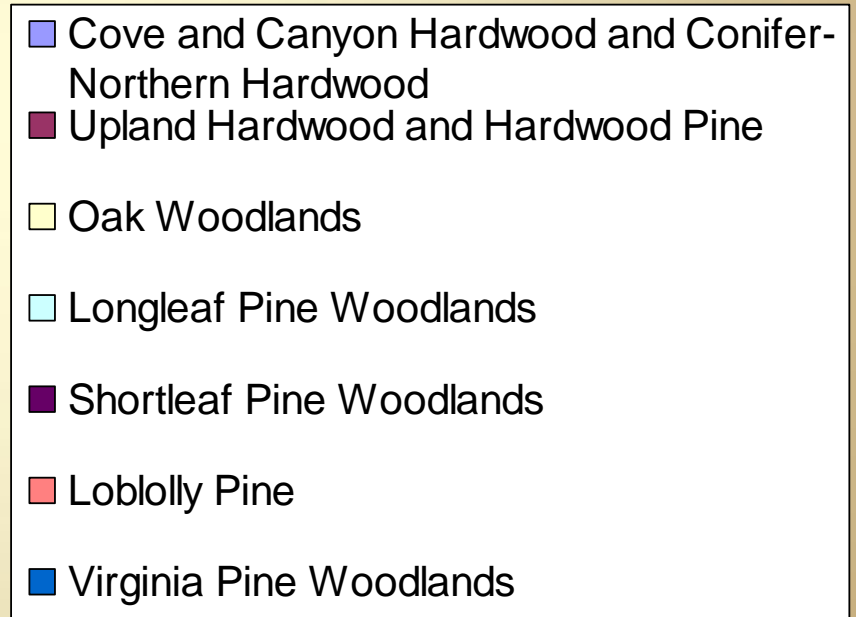 Cove and Canyon Hardwood and Conifer-
Northern Hardwood
Upland Hardwood and Hardwood Pine
Oak Woodlands
Longleaf Pine Woodlands
Shortleaf Pine Woodlands
Loblolly Pine
Virginia Pine Woodlands